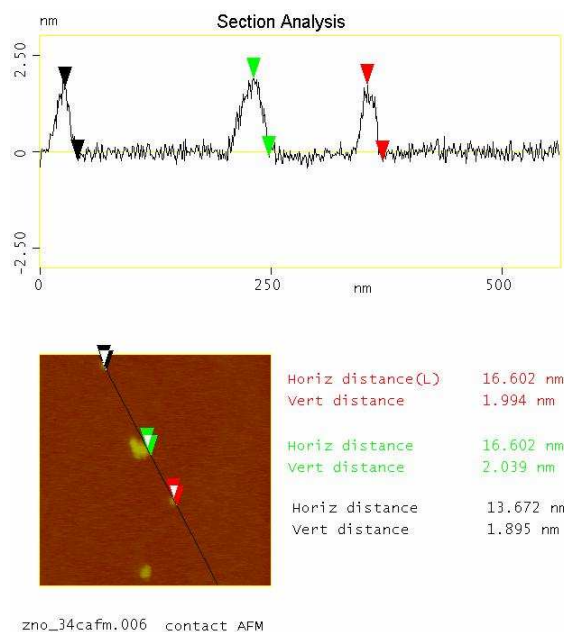 nm
Section Analysis
2.50
0
-2.50
0 250 nm 500
Horiz distance(L) 16.602 nm
Vert distance 1.994 nm
Horiz distance 16.602 nm
Vert distance 2.039 nm
Horiz distance 13.672 nm
Vert distance 1.895 nm
zno_34cafm.006 contact AFM